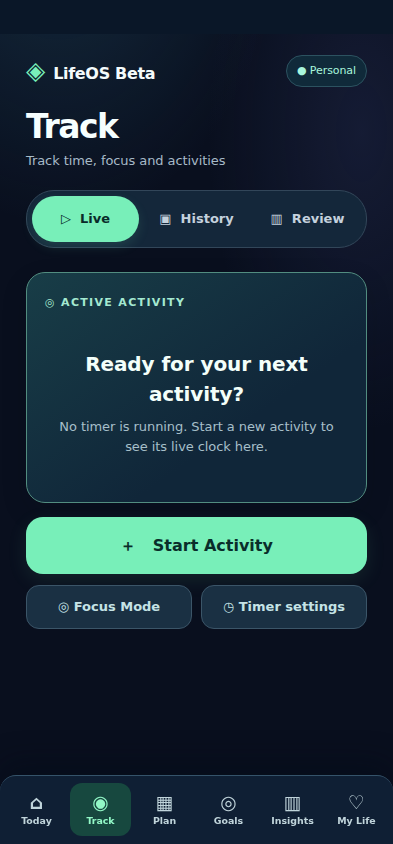 LifeOS Beta
Personal
Track
Track time, focus and activities
Live
History
Review
ACTIVE ACTIVITY
Ready for your next
activity?
No timer is running. Start a new activity to
see its live clock here.
+ Start Activity
Focus Mode
Timer settings
Today
Track
Plan
Goals
Insights
My Life